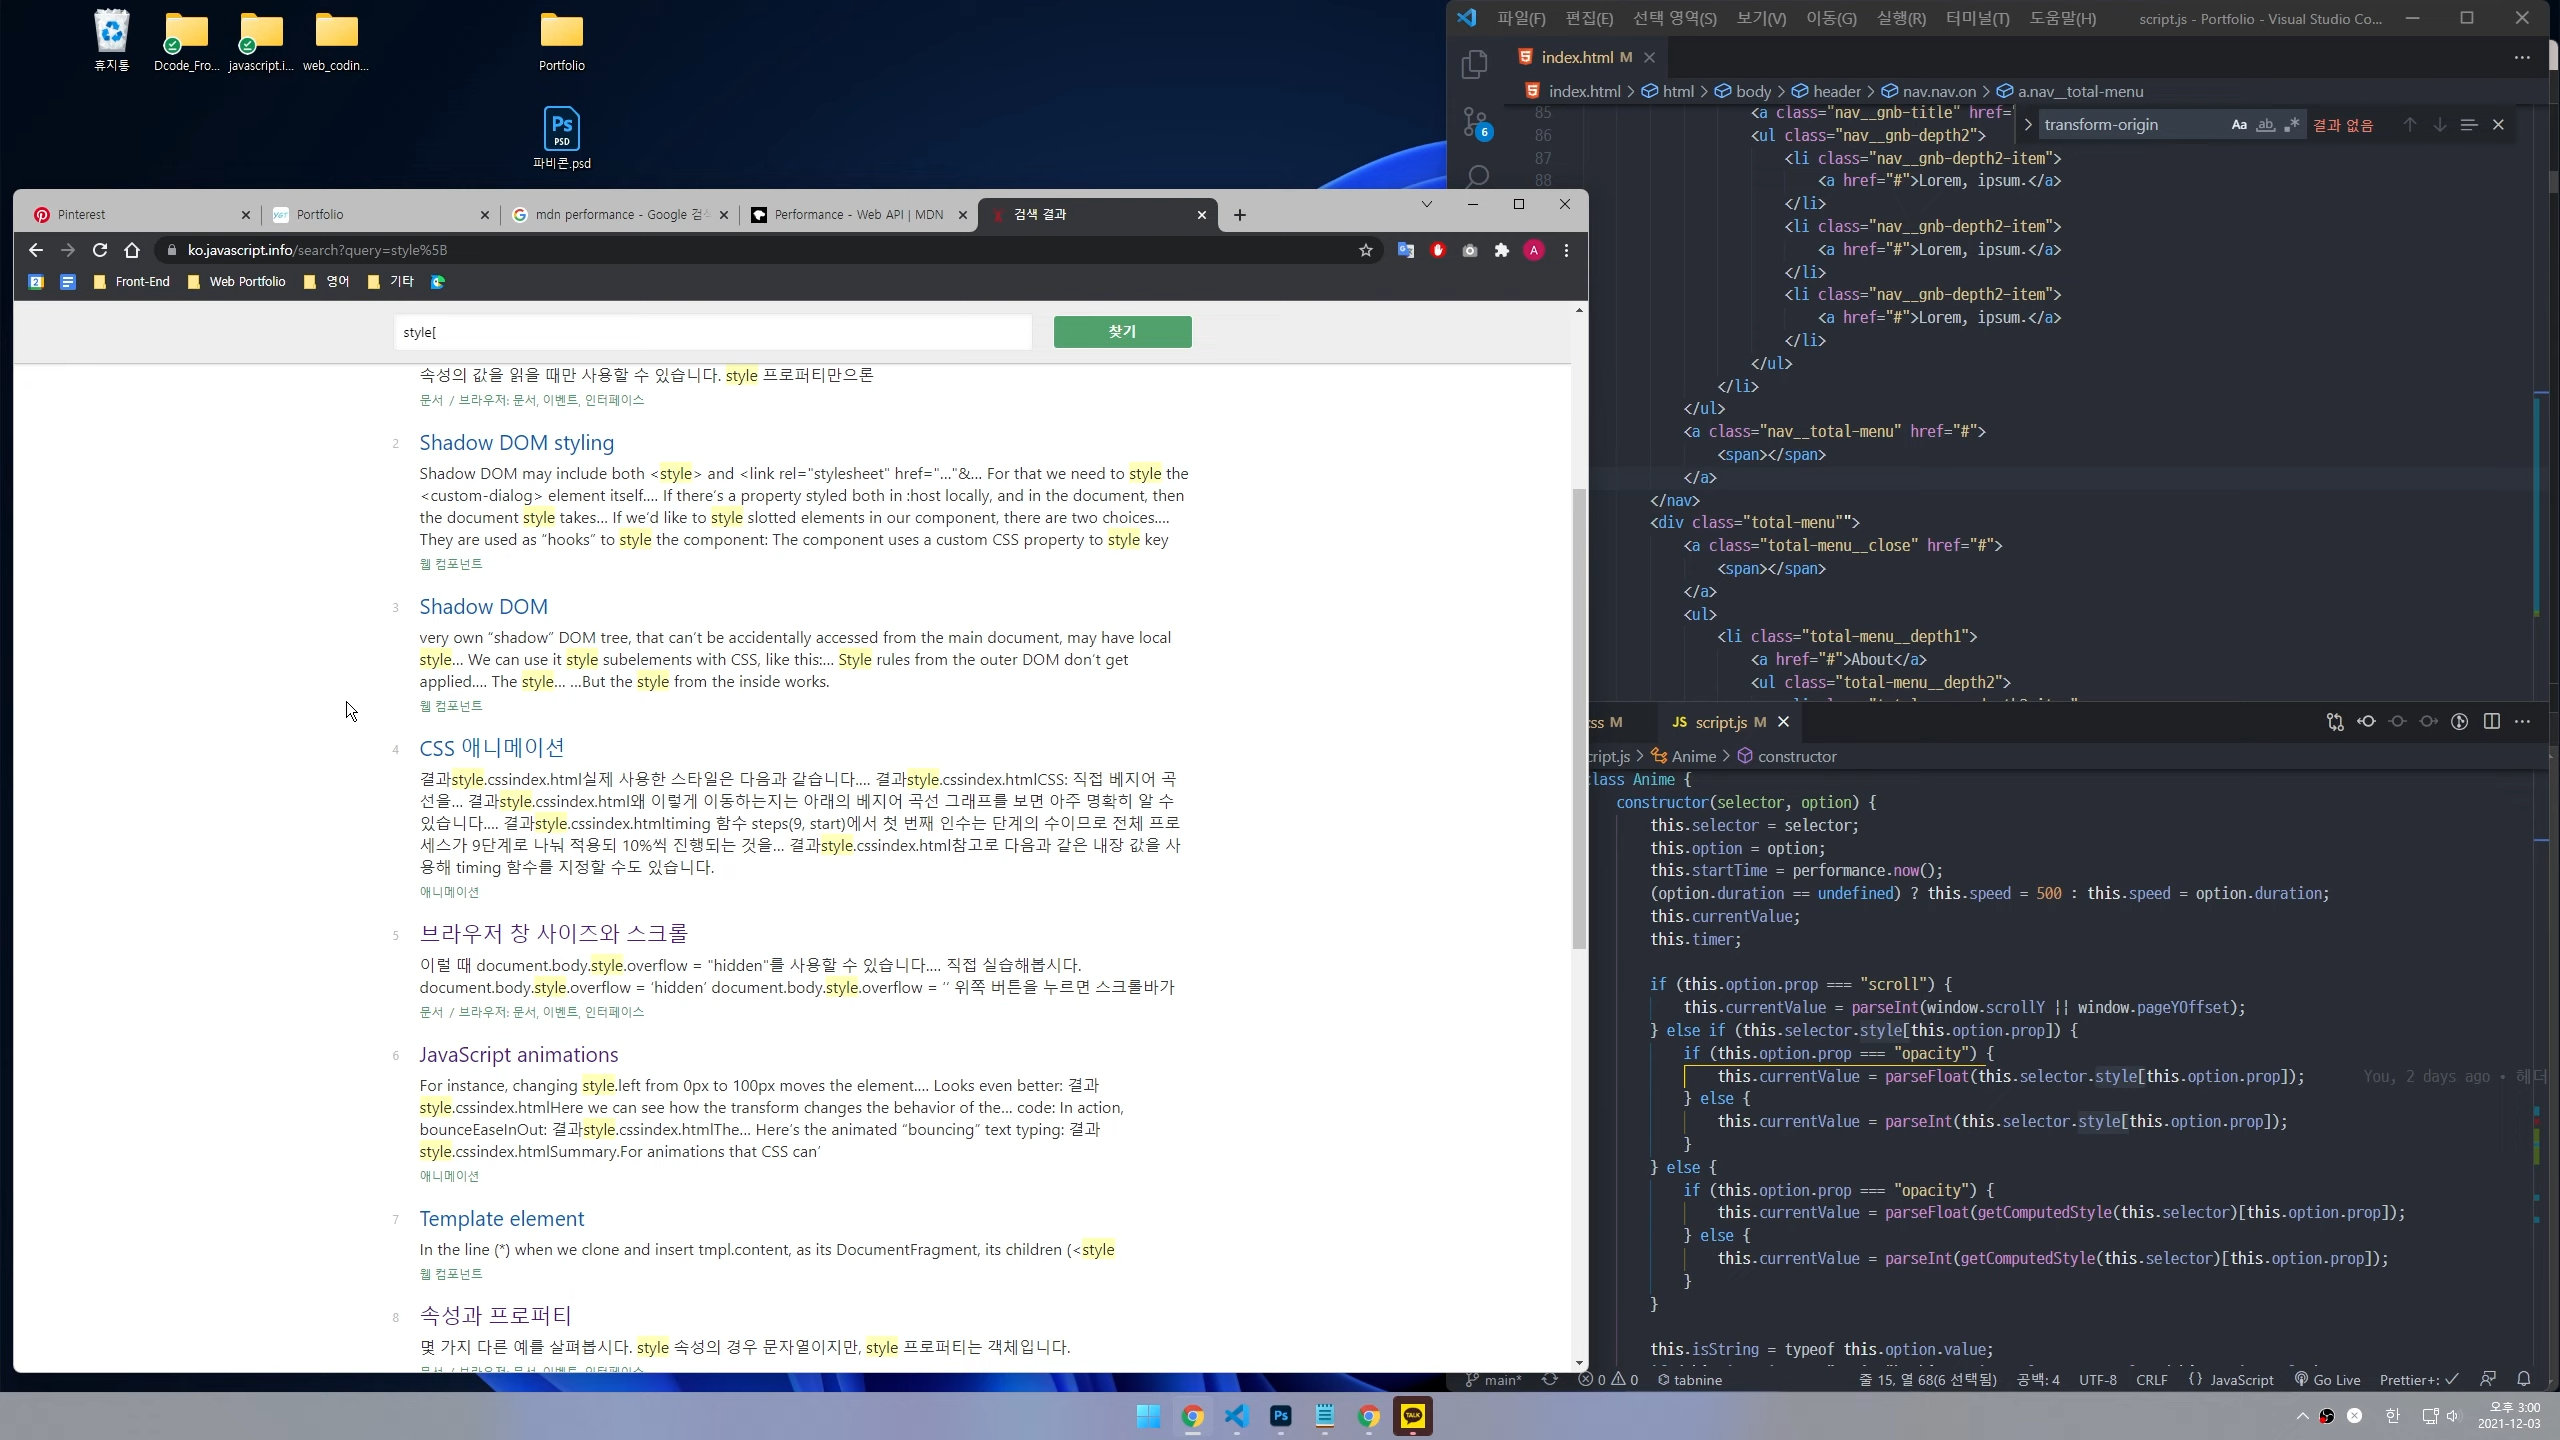 휴지통
Dcode_Fro...
javascript.i...
web_codin...
Portfolio
파비콘.psd
파일(F) 편집(E) 선택 영역(S) 보기(V) 이동(G) 실행(R) 터미널(T) 도움말(H)
script.js - Portfolio - Visual Studio Co...
index.html M
index.html > html > body > header > nav.nav.on > a.nav__total-menu
transform-origin
Aa ab .*
결과 없음
6
85 <a class="nav__gnb-title" href="
86 <ul class="nav__gnb-depth2">
87 <li class="nav__gnb-depth2-item">
88 <a href="#">Lorem, ipsum.</a>
</li>
<li class="nav__gnb-depth2-item">
<a href="#">Lorem, ipsum.</a>
</li>
<li class="nav__gnb-depth2-item">
<a href="#">Lorem, ipsum.</a>
</li>
</ul>
</li>
</ul>
<a class="nav__total-menu" href="#">
<span></span>
</a>
</nav>
<div class="total-menu"">
<a class="total-menu__close" href="#">
<span></span>
</a>
<ul>
<li class="total-menu__depth1">
<a href="#">About</a>
<ul class="total-menu__depth2">
Pinterest
Portfolio
mdn performance - Google 검색
Performance - Web API | MDN
검색 결과
ko.javascript.info/search?query=style%5B
A
Front-End
Web Portfolio
영어
기타
style[
찾기
속성의 값을 읽을 때만 사용할 수 있습니다. style 프로퍼티만으론
문서 / 브라우저: 문서, 이벤트, 인터페이스
2 Shadow DOM styling
Shadow DOM may include both <style> and <link rel="stylesheet" href="…"&... For that we need to style the
<custom-dialog> element itself.... If there's a property styled both in :host locally, and in the document, then
the document style takes... If we'd like to style slotted elements in our component, there are two choices....
They are used as “hooks” to style the component: The component uses a custom CSS property to style key
웹 컴포넌트
3 Shadow DOM
very own “shadow” DOM tree, that can't be accidentally accessed from the main document, may have local
style... We can use it style subelements with CSS, like this:... Style rules from the outer DOM don't get
applied.... The style... …But the style from the inside works.
웹 컴포넌트
4 CSS 애니메이션
결과style.cssindex.html실제 사용한 스타일은 다음과 같습니다.... 결과style.cssindex.htmlCSS: 직접 베지어 곡
선을... 결과style.cssindex.html왜 이렇게 이동하는지는 아래의 베지어 곡선 그래프를 보면 아주 명확히 알 수
있습니다.... 결과style.cssindex.htmltiming 함수 steps(9, start)에서 첫 번째 인수는 단계의 수이므로 전체 프로
세스가 9단계로 나눠 적용되 10%씩 진행되는 것을... 결과style.cssindex.html참고로 다음과 같은 내장 값을 사
용해 timing 함수를 지정할 수도 있습니다.
애니메이션
5 브라우저 창 사이즈와 스크롤
이럴 때 document.body.style.overflow = "hidden"를 사용할 수 있습니다.... 직접 실습해봅시다.
document.body.style.overflow = ‘hidden’ document.body.style.overflow = ‘’ 위쪽 버튼을 누르면 스크롤바가
문서 / 브라우저: 문서, 이벤트, 인터페이스
6 JavaScript animations
For instance, changing style.left from 0px to 100px moves the element.... Looks even better: 결과
style.cssindex.htmlHere we can see how the transform changes the behavior of the... code: In action,
bounceEaseInOut: 결과style.cssindex.htmlThe... Here's the animated “bouncing” text typing: 결과
style.cssindex.htmlSummary.For animations that CSS can’
애니메이션
7 Template element
In the line (*) when we clone and insert tmpl.content, as its DocumentFragment, its children (<style
웹 컴포넌트
8 속성과 프로퍼티
몇 가지 다른 예를 살펴봅시다. style 속성의 경우 문자열이지만, style 프로퍼티는 객체입니다.
문서 / 브라우저: 문서, 이벤트, 인터페이스
ss M
JS script.js M
cript.js > Anime > constructor
class Anime {
constructor(selector, option) {
this.selector = selector;
this.option = option;
this.startTime = performance.now();
(option.duration == undefined) ? this.speed = 500 : this.speed = option.duration;
this.currentValue;
this.timer;
if (this.option.prop === "scroll") {
this.currentValue = parseInt(window.scrollY || window.pageYOffset);
} else if (this.selector.style[this.option.prop]) {
if (this.option.prop === "opacity") {
this.currentValue = parseFloat(this.selector.style[this.option.prop]); You, 2 days ago • 헤더
} else {
this.currentValue = parseInt(this.selector.style[this.option.prop]);
}
} else {
if (this.option.prop === "opacity") {
this.currentValue = parseFloat(getComputedStyle(this.selector)[this.option.prop]);
} else {
this.currentValue = parseInt(getComputedStyle(this.selector)[this.option.prop]);
}
}
this.isString = typeof this.option.value;
main* 0 0 tabnine 줄 15, 열 68(6 선택됨) 공백: 4 UTF-8 CRLF {} JavaScript Go Live Prettier+: ✓
Ps
TALK
한
오후 3:00
2021-12-03